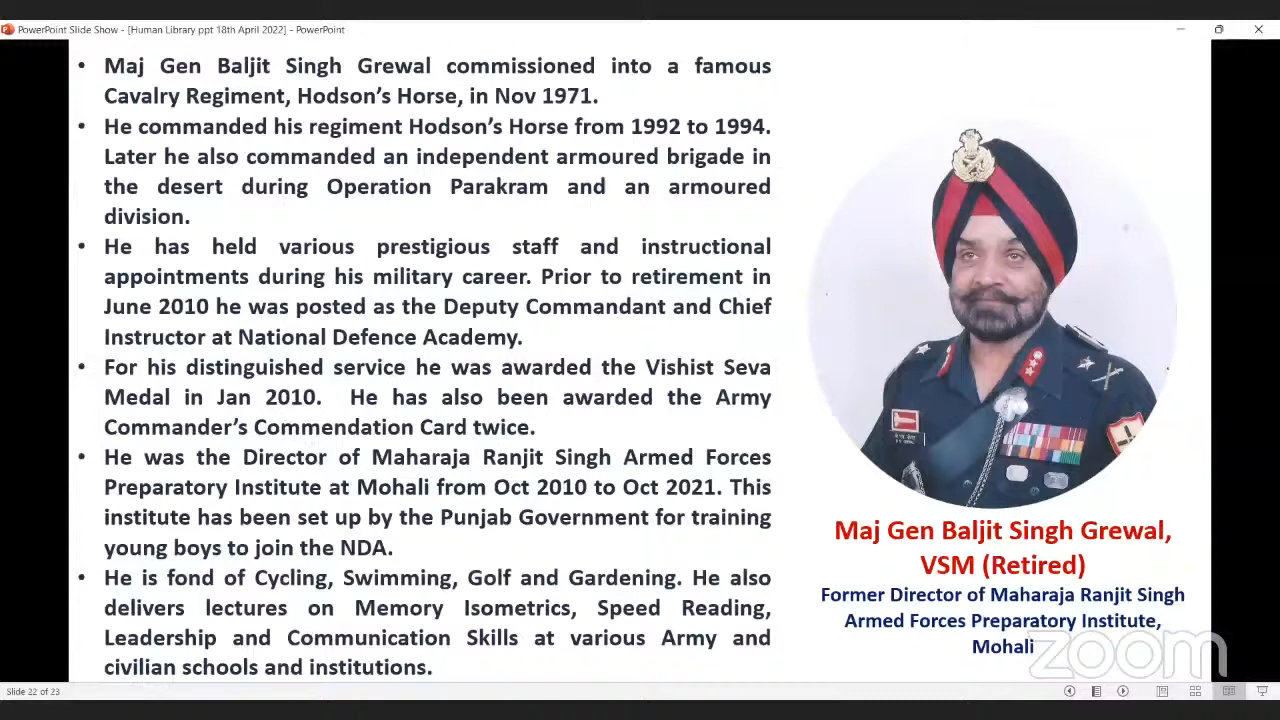 PowerPoint Slide Show - [Human Library ppt 18th April 2022] - PowerPoint
• Maj Gen Baljit Singh Grewal commissioned into a famous
Cavalry Regiment, Hodson's Horse, in Nov 1971.
• He commanded his regiment Hodson's Horse from 1992 to 1994.
Later he also commanded an independent armoured brigade in
the desert during Operation Parakram and an armoured
division.
• He has held various prestigious staff and instructional
appointments during his military career. Prior to retirement in
June 2010 he was posted as the Deputy Commandant and Chief
Instructor at National Defence Academy.
• For his distinguished service he was awarded the Vishist Seva
Medal in Jan 2010. He has also been awarded the Army
Commander's Commendation Card twice.
• He was the Director of Maharaja Ranjit Singh Armed Forces
Preparatory Institute at Mohali from Oct 2010 to Oct 2021. This
institute has been set up by the Punjab Government for training
young boys to join the NDA.
• He is fond of Cycling, Swimming, Golf and Gardening. He also
delivers lectures on Memory Isometrics, Speed Reading,
Leadership and Communication Skills at various Army and
civilian schools and institutions.
Maj Gen Baljit Singh Grewal,
VSM (Retired)
Former Director of Maharaja Ranjit Singh
Armed Forces Preparatory Institute,
Mohali
zoom
Slide 22 of 23